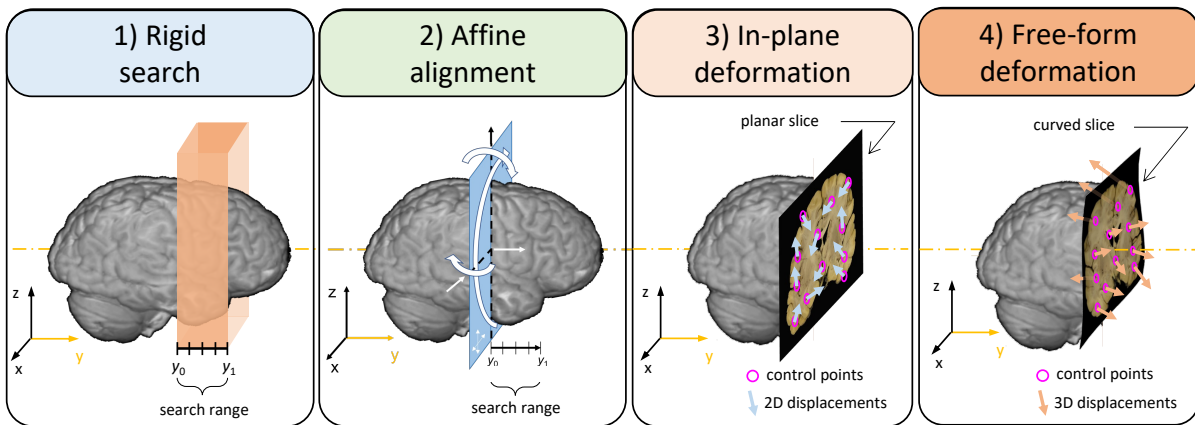 1) Rigid
search
z
x
y
y0
y1
search range
2) Affine
alignment
z
x
y
y0
y1
search range
3) In-plane
deformation
planar slice
z
x
y
control points
2D displacements
4) Free-form
deformation
curved slice
z
x
y
control points
3D displacements